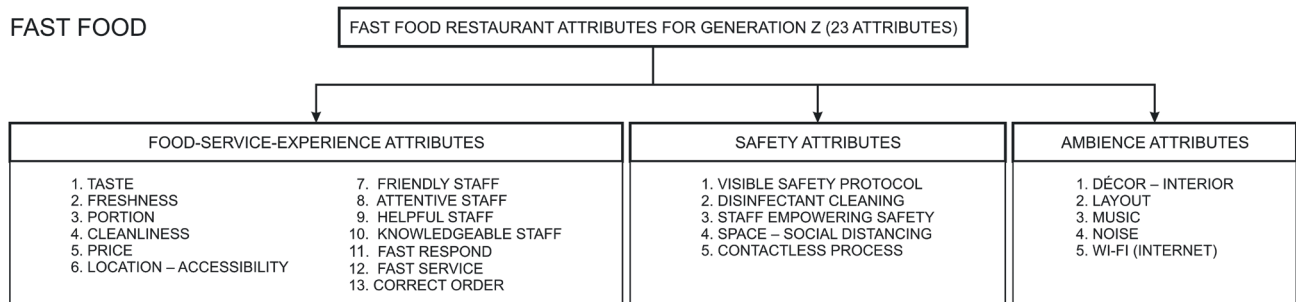 FAST FOOD
FAST FOOD RESTAURANT ATTRIBUTES FOR GENERATION Z (23 ATTRIBUTES)
FOOD-SERVICE-EXPERIENCE ATTRIBUTES
1. TASTE
2. FRESHNESS
3. PORTION
4. CLEANLINESS
5. PRICE
6. LOCATION – ACCESSIBILITY
7. FRIENDLY STAFF
8. ATTENTIVE STAFF
9. HELPFUL STAFF
10. KNOWLEDGEABLE STAFF
11. FAST RESPOND
12. FAST SERVICE
13. CORRECT ORDER
SAFETY ATTRIBUTES
1. VISIBLE SAFETY PROTOCOL
2. DISINFECTANT CLEANING
3. STAFF EMPOWERING SAFETY
4. SPACE – SOCIAL DISTANCING
5. CONTACTLESS PROCESS
AMBIENCE ATTRIBUTES
1. DÉCOR – INTERIOR
2. LAYOUT
3. MUSIC
4. NOISE
5. WI-FI (INTERNET)